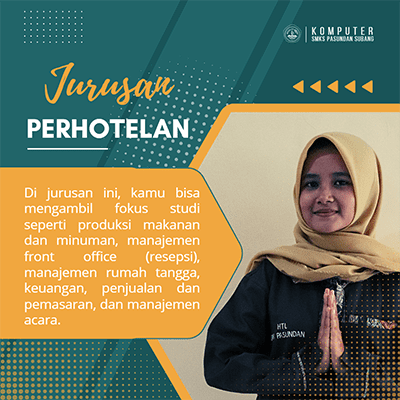 KOMPUTER
SMKS PASUNDAN SUBANG
Jurusan
PERHOTELAN
Di jurusan ini, kamu bisa
mengambil fokus studi
seperti produksi makanan
dan minuman, manajemen
front office (resepsi),
manajemen rumah tangga,
keuangan, penjualan dan
pemasaran, dan manajemen
acara.
HTL
PASUNDAN